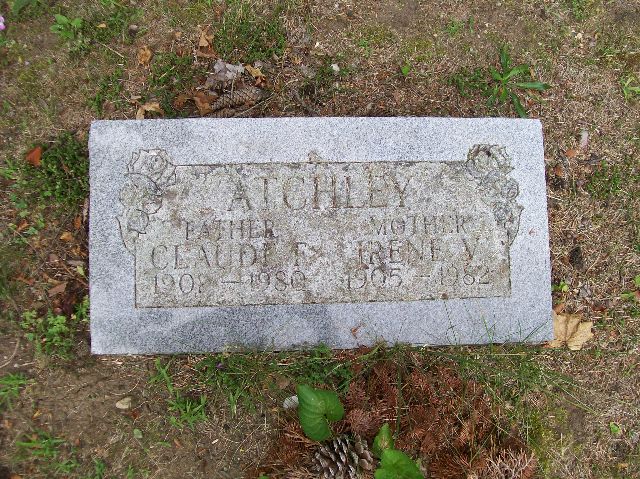 ATCHLEY
FATHER MOTHER
CLAUDE IRENE V.
1980 1905 – 1982